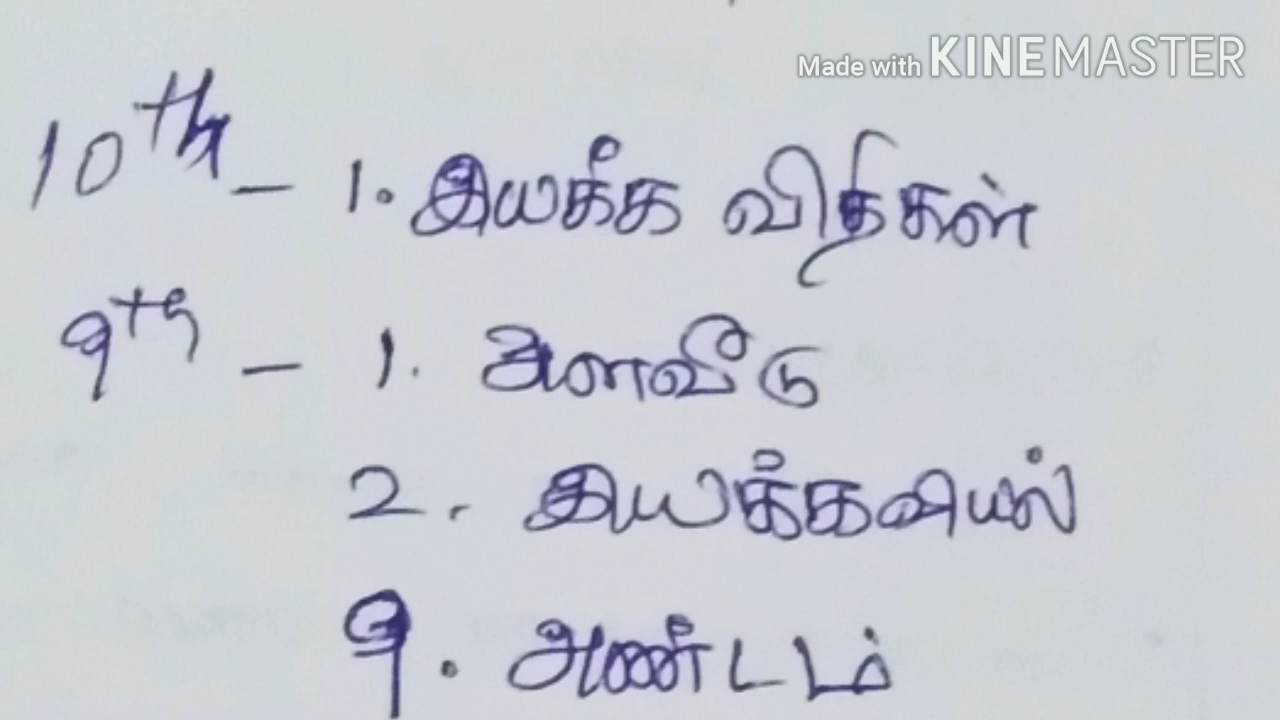 Made with KINEMASTER
10th - 1. இயக்க விதிகள்
9th - 1. அளவீடு
2. இயக்கவியல்
9. அண்டம்